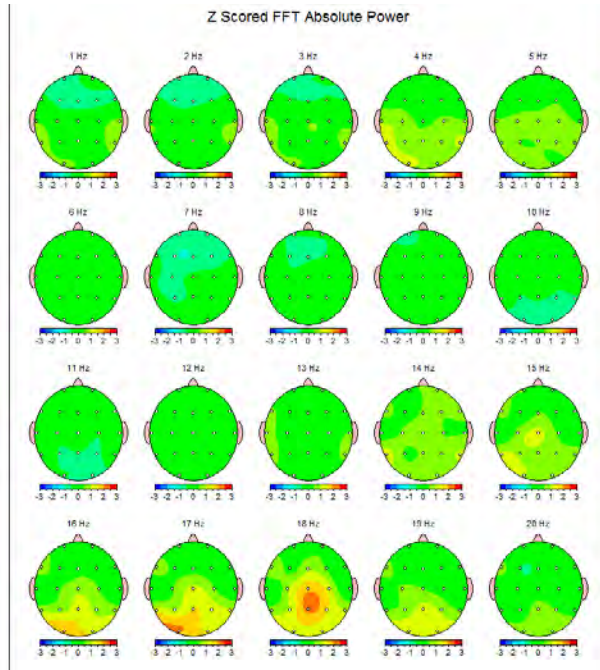 Z Scored FFT Absolute Power
1 Hz 2 Hz 3 Hz 4 Hz 5 Hz
-3 -2 -1 0 1 2 3 -3 -2 -1 0 1 2 3 -3 -2 -1 0 1 2 3 -3 -2 -1 0 1 2 3 -3 -2 -1 0 1 2 3
6 Hz 7 Hz 8 Hz 9 Hz 10 Hz
-3 -2 -1 0 1 2 3 -3 -2 -1 0 1 2 3 -3 -2 -1 0 1 2 3 -3 -2 -1 0 1 2 3 -3 -2 -1 0 1 2 3
11 Hz 12 Hz 13 Hz 14 Hz 15 Hz
-3 -2 -1 0 1 2 3 -3 -2 -1 0 1 2 3 -3 -2 -1 0 1 2 3 -3 -2 -1 0 1 2 3 -3 -2 -1 0 1 2 3
16 Hz 17 Hz 18 Hz 19 Hz 20 Hz
-3 -2 -1 0 1 2 3 -3 -2 -1 0 1 2 3 -3 -2 -1 0 1 2 3 -3 -2 -1 0 1 2 3 -3 -2 -1 0 1 2 3